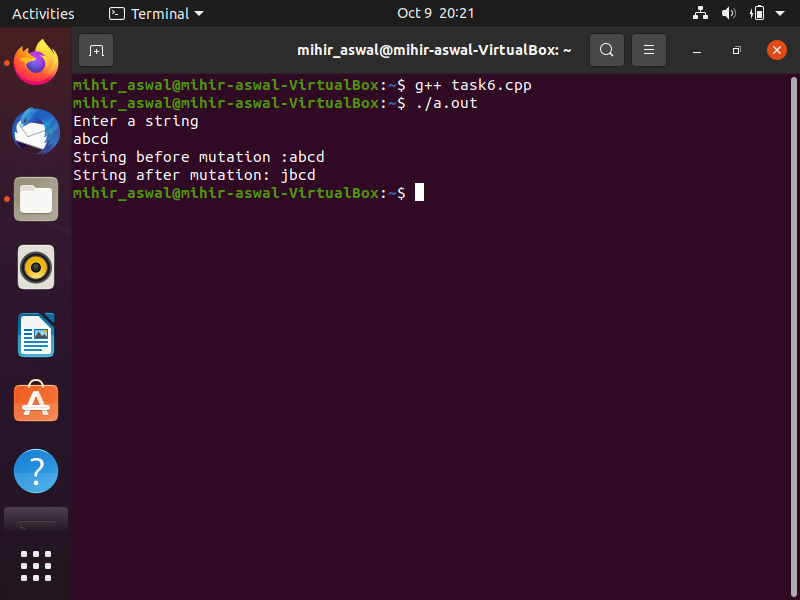 Activities
Terminal
Oct 9 20:21
mihir_aswal@mihir-aswal-VirtualBox: ~
mihir_aswal@mihir-aswal-VirtualBox:~$ g++ task6.cpp
mihir_aswal@mihir-aswal-VirtualBox:~$ ./a.out
Enter a string
abcd
String before mutation :abcd
String after mutation: jbcd
mihir_aswal@mihir-aswal-VirtualBox:~$